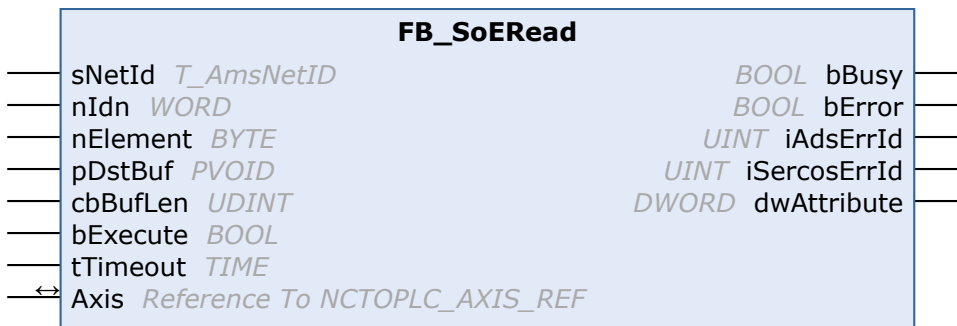 FB_SoERead
sNetId T_AmsNetID BOOL bBusy
nIdn WORD BOOL bError
nElement BYTE UINT iAdsErrId
pDstBuf PVOID UINT iSercosErrId
cbBufLen UDINT DWORD dwAttribute
bExecute BOOL
tTimeout TIME
↔ Axis Reference To NCTOPLC_AXIS_REF